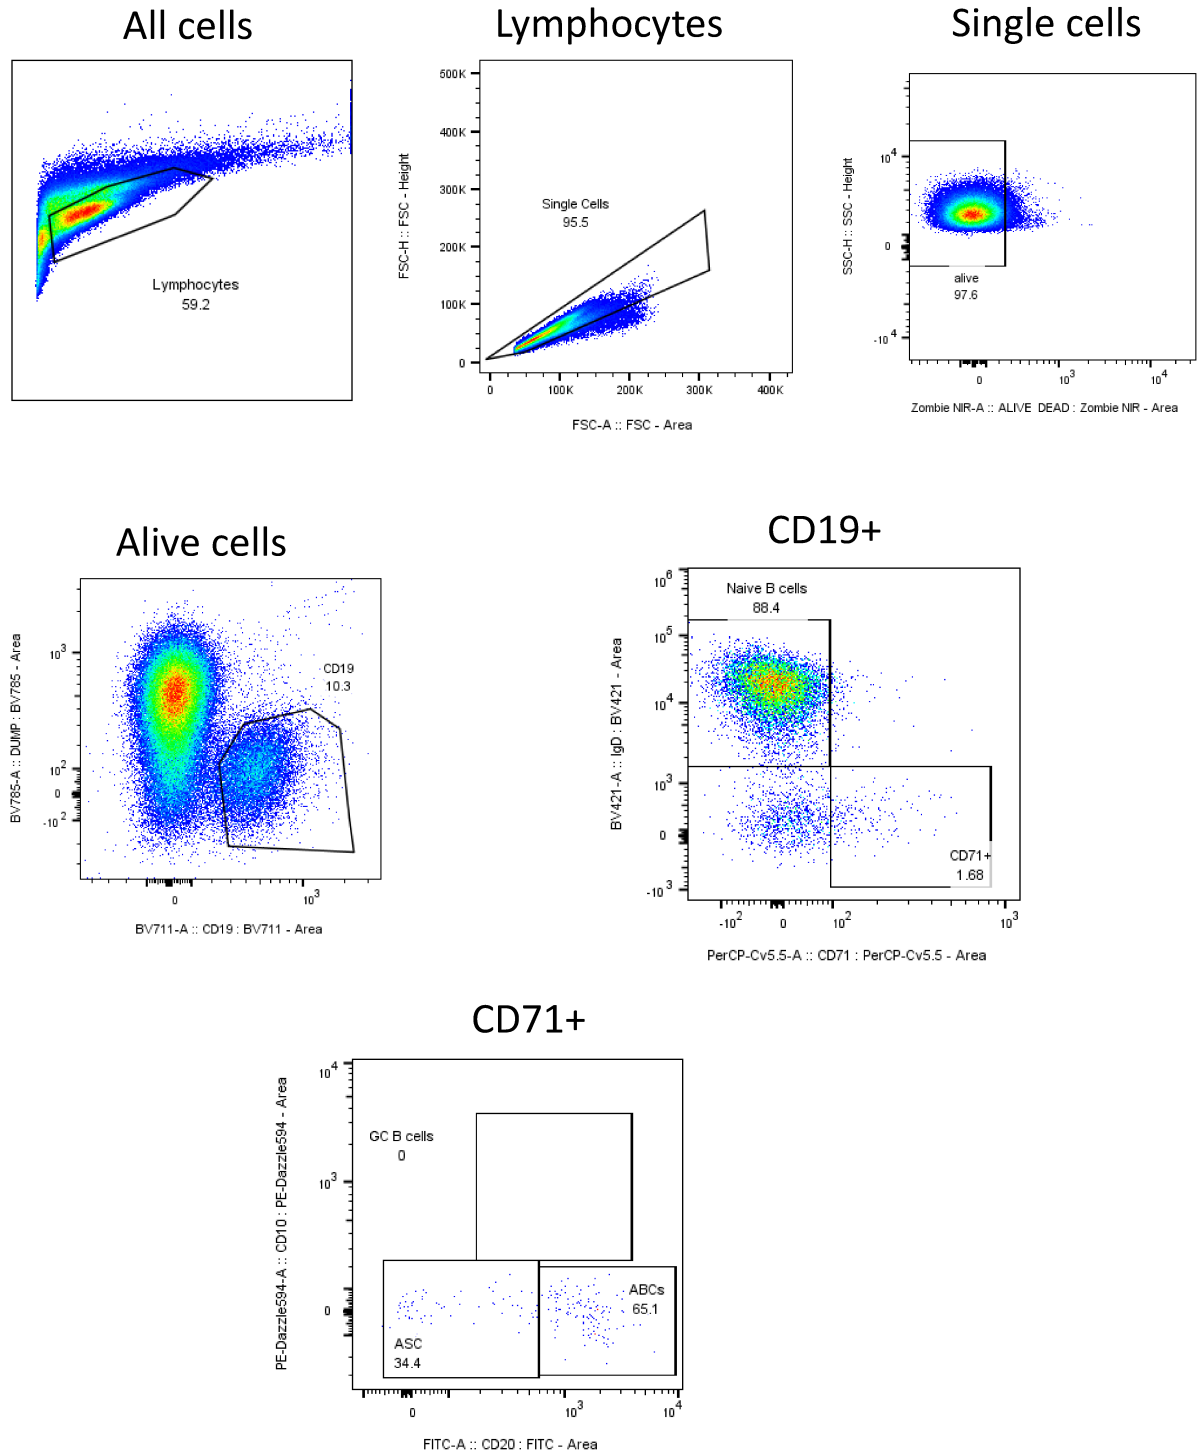 All cells
Lymphocytes
Single cells
Lymphocytes
59.2
500K
400K
300K
200K
100K
0
FSC-H :: FSC - Height
Single Cells
95.5
0 100K 200K 300K 400K
FSC-A :: FSC - Area
10^4
0
-10^4
SSC-H :: SSC - Height
alive
97.6
0 10^3 10^4
Zombie NIR-A :: ALIVE DEAD : Zombie NIR - Area
Alive cells
CD19+
10^3
10^2
0
-10^2
BV785-A :: DUMP : BV785 - Area
CD19
10.3
0 10^3
BV711-A :: CD19 : BV711 - Area
10^6
10^5
10^4
10^3
0
-10^3
BV421-A :: IgD : BV421 - Area
Naive B cells
88.4
CD71+
1.68
-10^2 0 10^2 10^3
PerCP-Cy5.5-A :: CD71 : PerCP-Cy5.5 - Area
CD71+
10^4
10^3
0
PE-Dazzle594-A :: CD10 : PE-Dazzle594 - Area
GC B cells
0
ABCs
65.1
ASC
34.4
0 10^3 10^4
FITC-A :: CD20 : FITC - Area